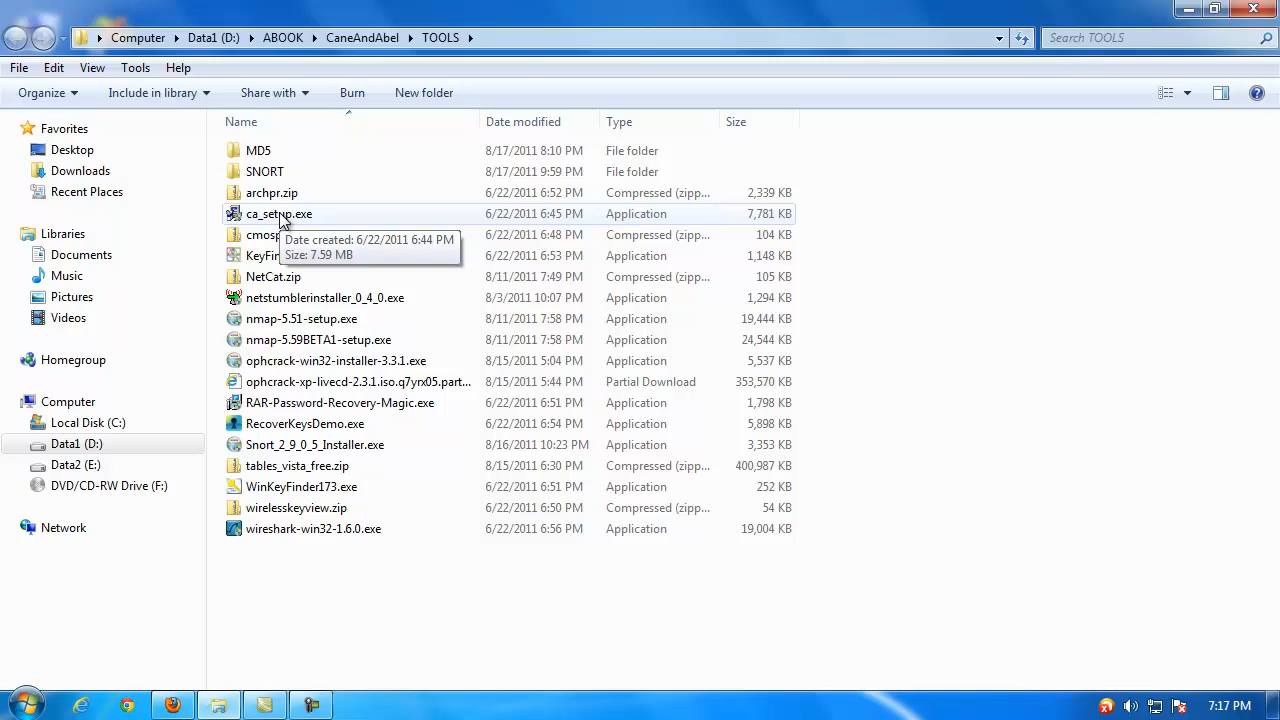 Computer ▸ Data1 (D:) ▸ ABOOK ▸ CaneAndAbel ▸ TOOLS ▸
Search TOOLS
File Edit View Tools Help
Organize Include in library Share with Burn New folder
Name Date modified Type Size
Favorites
Desktop
Downloads
Recent Places
Libraries
Documents
Music
Pictures
Videos
Homegroup
Computer
Local Disk (C:)
Data1 (D:)
Data2 (E:)
DVD/CD-RW Drive (F:)
Network
MD5 8/17/2011 8:10 PM File folder
SNORT 8/17/2011 9:59 PM File folder
archpr.zip 6/22/2011 6:52 PM Compressed (zipp... 2,339 KB
ca_setup.exe 6/22/2011 6:45 PM Application 7,781 KB
cmosp 6/22/2011 6:48 PM Compressed (zipp... 104 KB
Date created: 6/22/2011 6:44 PM
Size: 7.59 MB
KeyFin 6/22/2011 6:53 PM Application 1,148 KB
NetCat.zip 8/11/2011 7:49 PM Compressed (zipp... 105 KB
netstumblerinstaller_0_4_0.exe 8/3/2011 10:07 PM Application 1,294 KB
nmap-5.51-setup.exe 8/11/2011 7:58 PM Application 19,444 KB
nmap-5.59BETA1-setup.exe 8/11/2011 7:58 PM Application 24,544 KB
ophcrack-win32-installer-3.3.1.exe 8/15/2011 5:04 PM Application 5,537 KB
ophcrack-xp-livecd-2.3.1.iso.q7yrx05.part... 8/15/2011 5:44 PM Partial Download 353,570 KB
RAR-Password-Recovery-Magic.exe 6/22/2011 6:51 PM Application 1,798 KB
RecoverKeysDemo.exe 6/22/2011 6:54 PM Application 5,898 KB
Snort_2_9_0_5_Installer.exe 8/16/2011 10:23 PM Application 3,353 KB
tables_vista_free.zip 8/15/2011 6:30 PM Compressed (zipp... 400,987 KB
WinKeyFinder173.exe 6/22/2011 6:51 PM Application 252 KB
wirelesskeyview.zip 6/22/2011 6:50 PM Compressed (zipp... 54 KB
wireshark-win32-1.6.0.exe 6/22/2011 6:56 PM Application 19,004 KB
7:17 PM